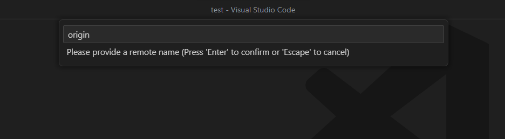 test - Visual Studio Code
origin
Please provide a remote name (Press 'Enter' to confirm or 'Escape' to cancel)